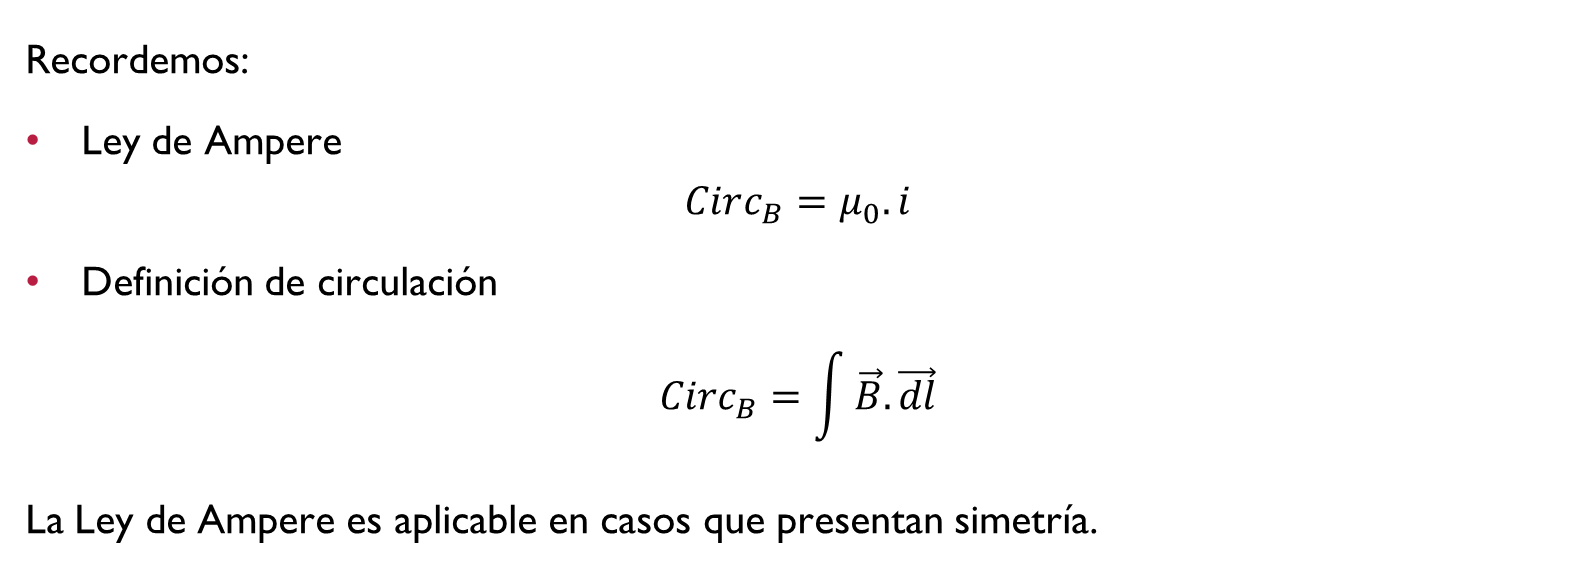 Recordemos:
• Ley de Ampere
Circ_B = μ_0. i
• Definición de circulación
Circ_B = ∫ B⃗. d⃗l⃗
La Ley de Ampere es aplicable en casos que presentan simetría.